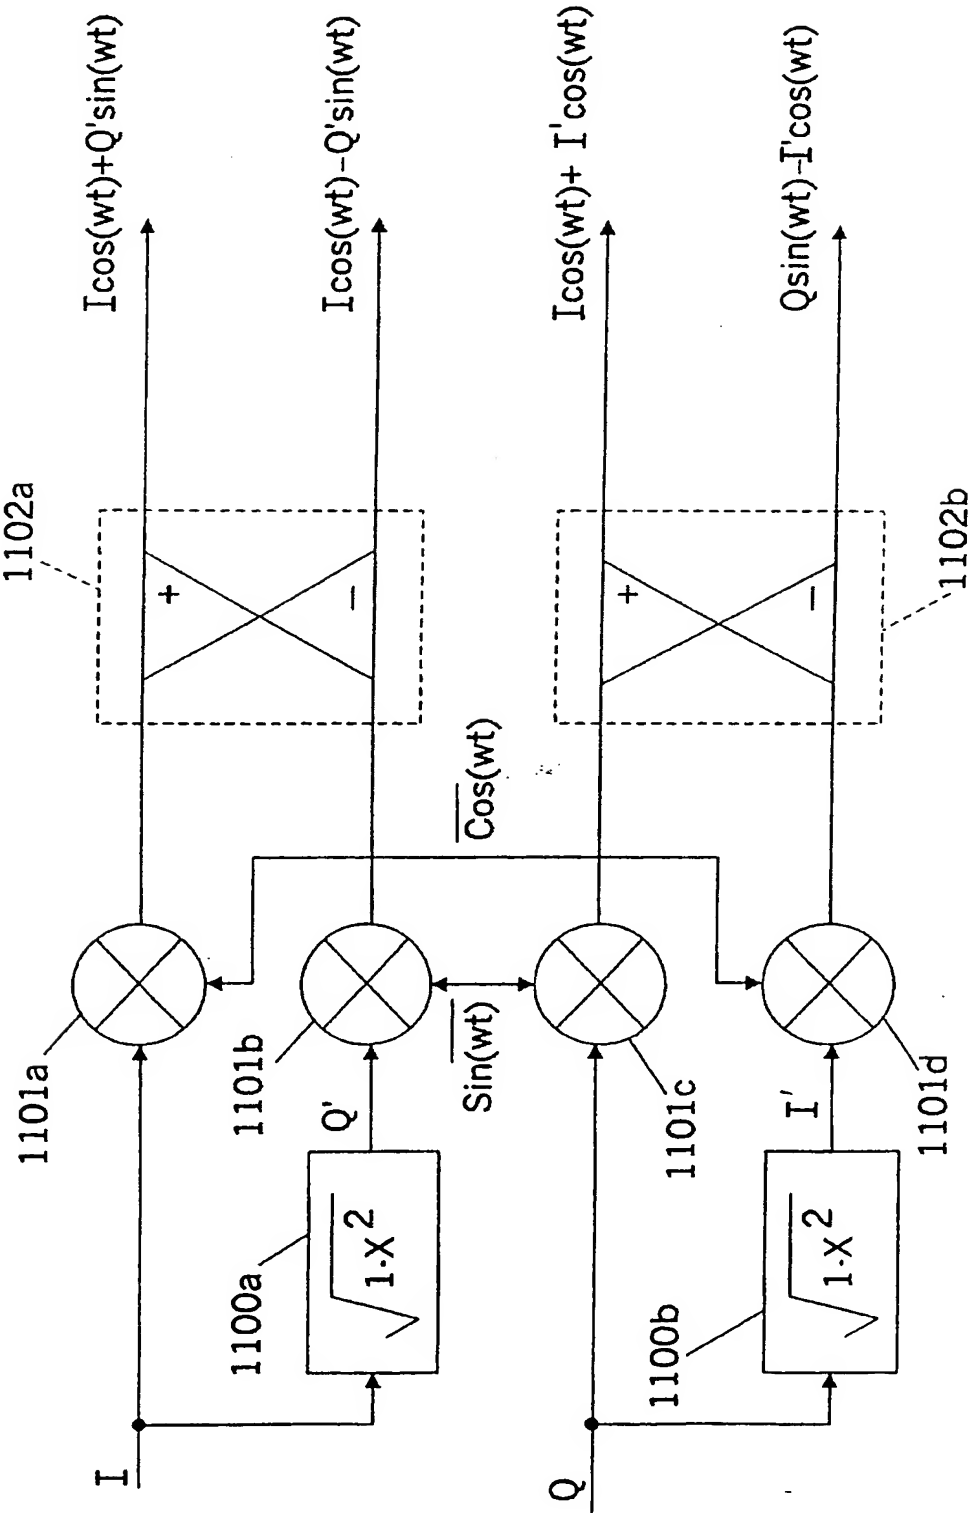 I
1100a
√1·X²
Q'
1101a
1101b
1102a
+
−
Icos(wt)+Q'sin(wt)
Icos(wt)−Q'sin(wt)
Cos(wt)
Sin(wt)
Q
1100b
√1·X²
I'
1101c
1101d
1102b
+
−
Icos(wt)+ I'cos(wt)
Qsin(wt)−I'cos(wt)